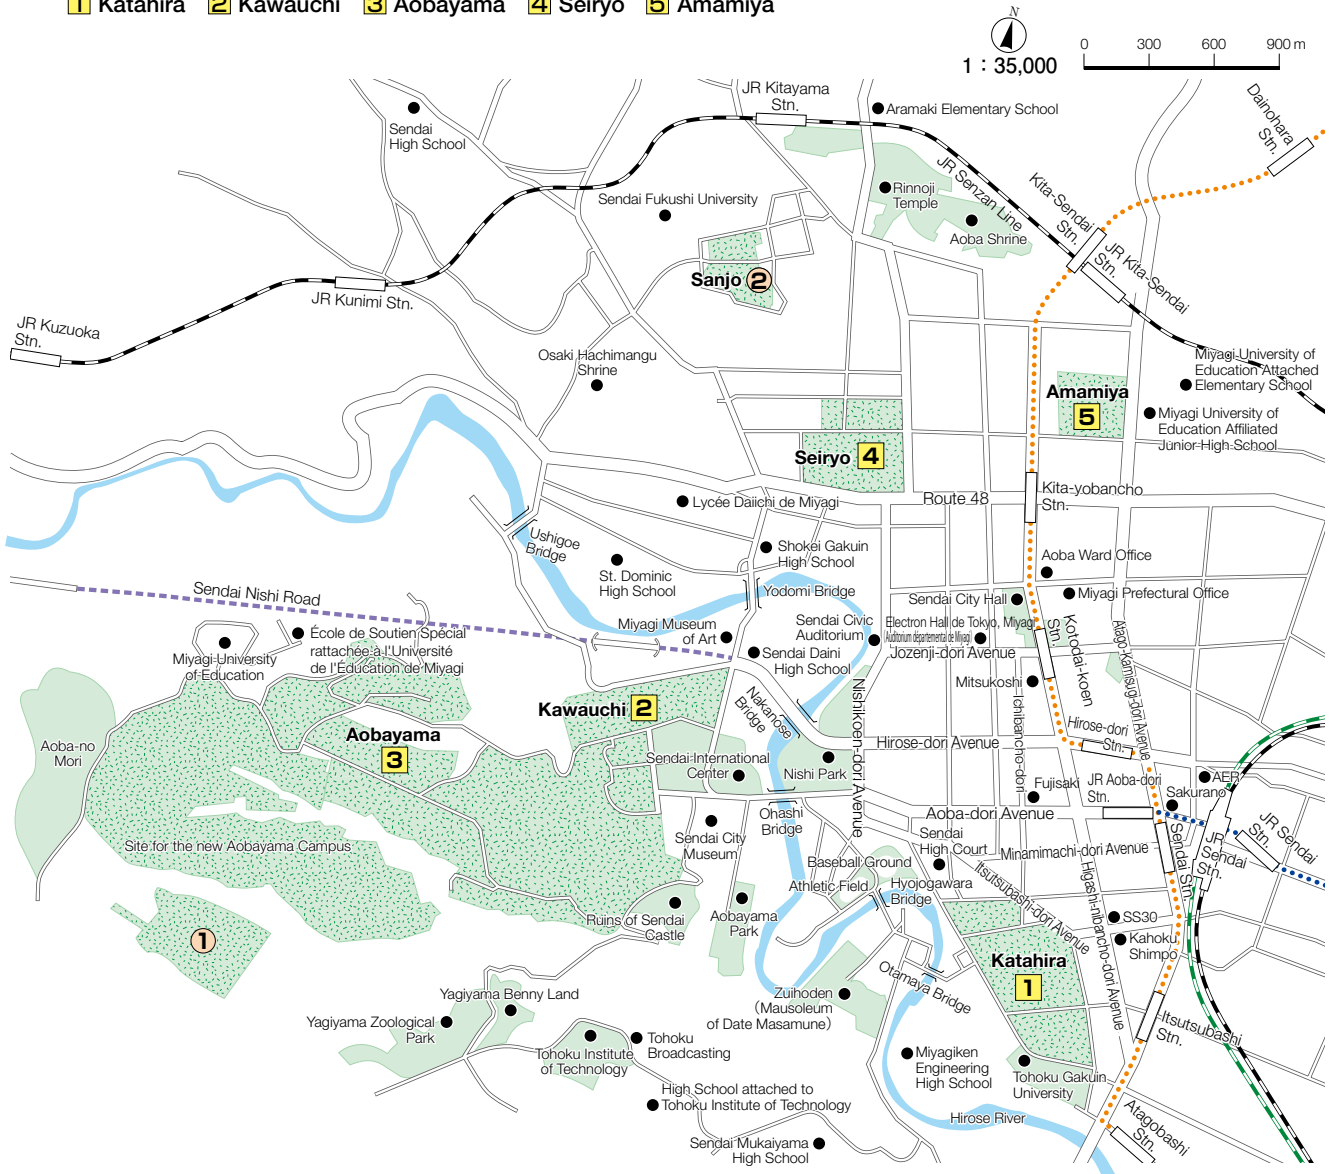 1 Katahira 2 Kawauchi 3 Aobayama 4 Seiryo 5 Amamiya
N
1 : 35,000
0 300 600 900 m
JR Kitayama
Stn.
Aramaki Elementary School
Dainohara
Stn.
Sendai
High School
JR Senzan Line
Rinnoji
Temple
Kita-Sendai
Stn.
Sendai Fukushi University
Aoba Shrine
JR Kita-Sendai
Stn.
Sanjo 2
JR Kunimi Stn.
JR Kuzuoka
Stn.
Osaki Hachimangu
Shrine
Miyagi University of
Education Attached
Elementary School
Amamiya
5
Miyagi University of
Education Affiliated
Junior High School
Seiryo 4
Route 48
Kita-yobancho
Stn.
Lycée Daiichi de Miyagi
Ushigoe
Bridge
Shokei Gakuin
High School
St. Dominic
High School
Aoba Ward Office
Yodomi Bridge
Sendai Nishi Road
Sendai City Hall
Miyagi Prefectural Office
Miyagi Museum
of Art
Sendai Civic
Auditorium
Electron Hall de Tokyo, Miyagi
Auditorium départemental de Miyagi
Jozenji-dori Avenue
Kotodai-koen
Stn.
Atago-Kamisugi-dori Avenue
École de Soutien Spécial
rattachée à l'Université
de l'Éducation de Miyagi
Miyagi University
of Education
Sendai Daini
High School
Mitsukoshi
Nakanose
Bridge
Nishikoen-dori Avenue
Ichibancho-dori
Kawauchi 2
Aobayama
3
Aoba-no
Mori
Hirose-dori
Stn.
Hirose-dori Avenue
Sendai International
Center
Nishi Park
Fujisaki
JR Aoba-dori
Stn.
AER
Sakurano
Ohashi
Bridge
Aoba-dori Avenue
Sendai City
Museum
Sendai
High Court
Minamimachi-dori Avenue
Sendai Stn.
JR
Sendai
Stn.
JR Sendai
Stn.
Site for the new Aobayama Campus
Baseball Ground
Athletic Field
Hyojogawara
Bridge
Itsutsubashi-dori Avenue
Higashi-nibancho-dori Avenue
Ruins of Sendai
Castle
Aobayama
Park
SS30
Kahoku
Shimpo
1
Katahira
1
Otamaya Bridge
Zuihoden
(Mausoleum
of Date Masamune)
Yagiyama Benny Land
Yagiyama Zoological
Park
Itsutsubashi
Stn.
Tohoku Institute
of Technology
Tohoku
Broadcasting
Miyagiken
Engineering
High School
Tohoku Gakuin
University
High School attached to
Tohoku Institute of Technology
Hirose River
Atagobashi
Stn.
Sendai Mukaiyama
High School